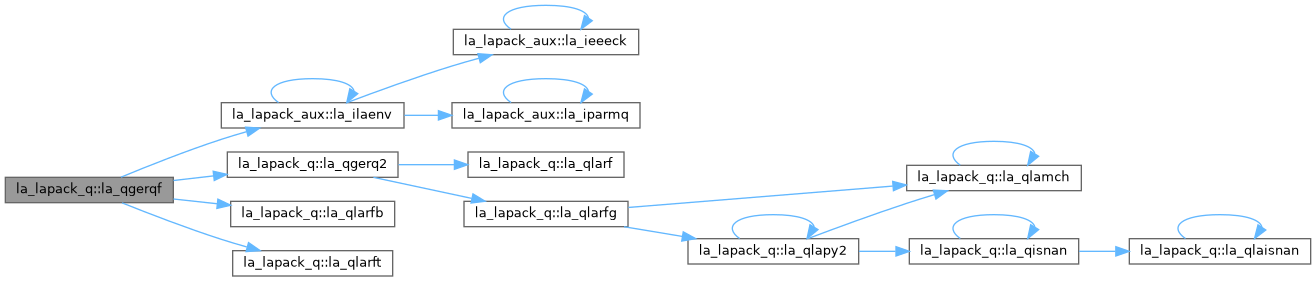 la_lapack_aux::la_ieeeck
la_lapack_aux::la_ilaenv
la_lapack_aux::la_iparmq
la_lapack_q::la_qgerqf
la_lapack_q::la_qgerq2
la_lapack_q::la_qlarf
la_lapack_q::la_qlamch
la_lapack_q::la_qlarfb
la_lapack_q::la_qlarfg
la_lapack_q::la_qlarft
la_lapack_q::la_qlapy2
la_lapack_q::la_qisnan
la_lapack_q::la_qlaisnan